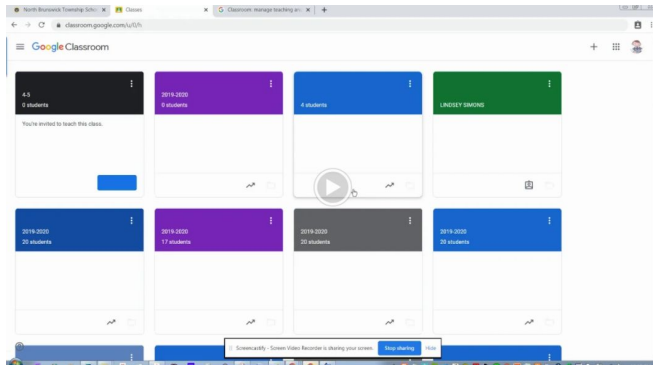 North Brunswick Township Schoo
Classes
Classroom: manage teaching an
classroom.google.com/u/0/h
Google Classroom
4-5
0 students
You're invited to teach this class.
2019-2020
0 students
4 students
LINDSEY SIMONS
2019-2020
20 students
2019-2020
17 students
2019-2020
20 students
2019-2020
20 students
Screencastify - Screen Video Recorder is sharing your screen.
Stop sharing
Hide